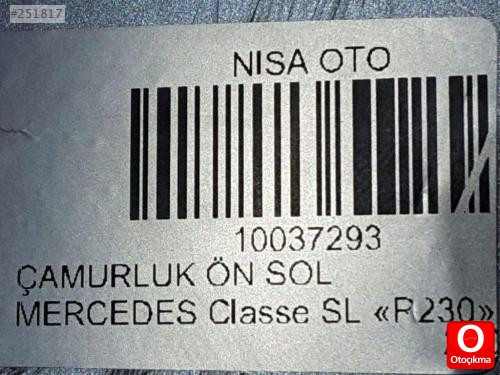 #251817
NISA OTO
10037293
ÇAMURLUK ÖN SOL
MERCEDES Classe SL «R230»
Otoçıkma